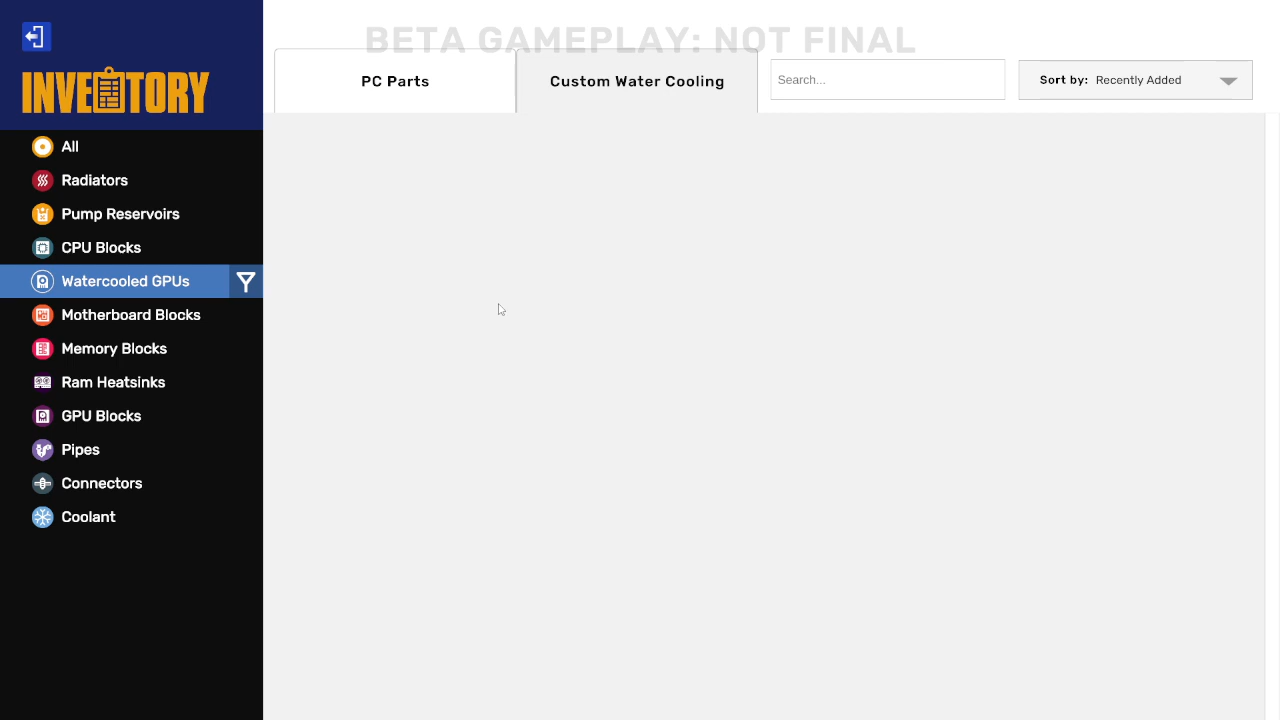 BETA GAMEPLAY: NOT FINAL
INVENTORY
PC Parts
Custom Water Cooling
Search...
Sort by: Recently Added
All
Radiators
Pump Reservoirs
CPU Blocks
Watercooled GPUs
Motherboard Blocks
Memory Blocks
Ram Heatsinks
GPU Blocks
Pipes
Connectors
Coolant